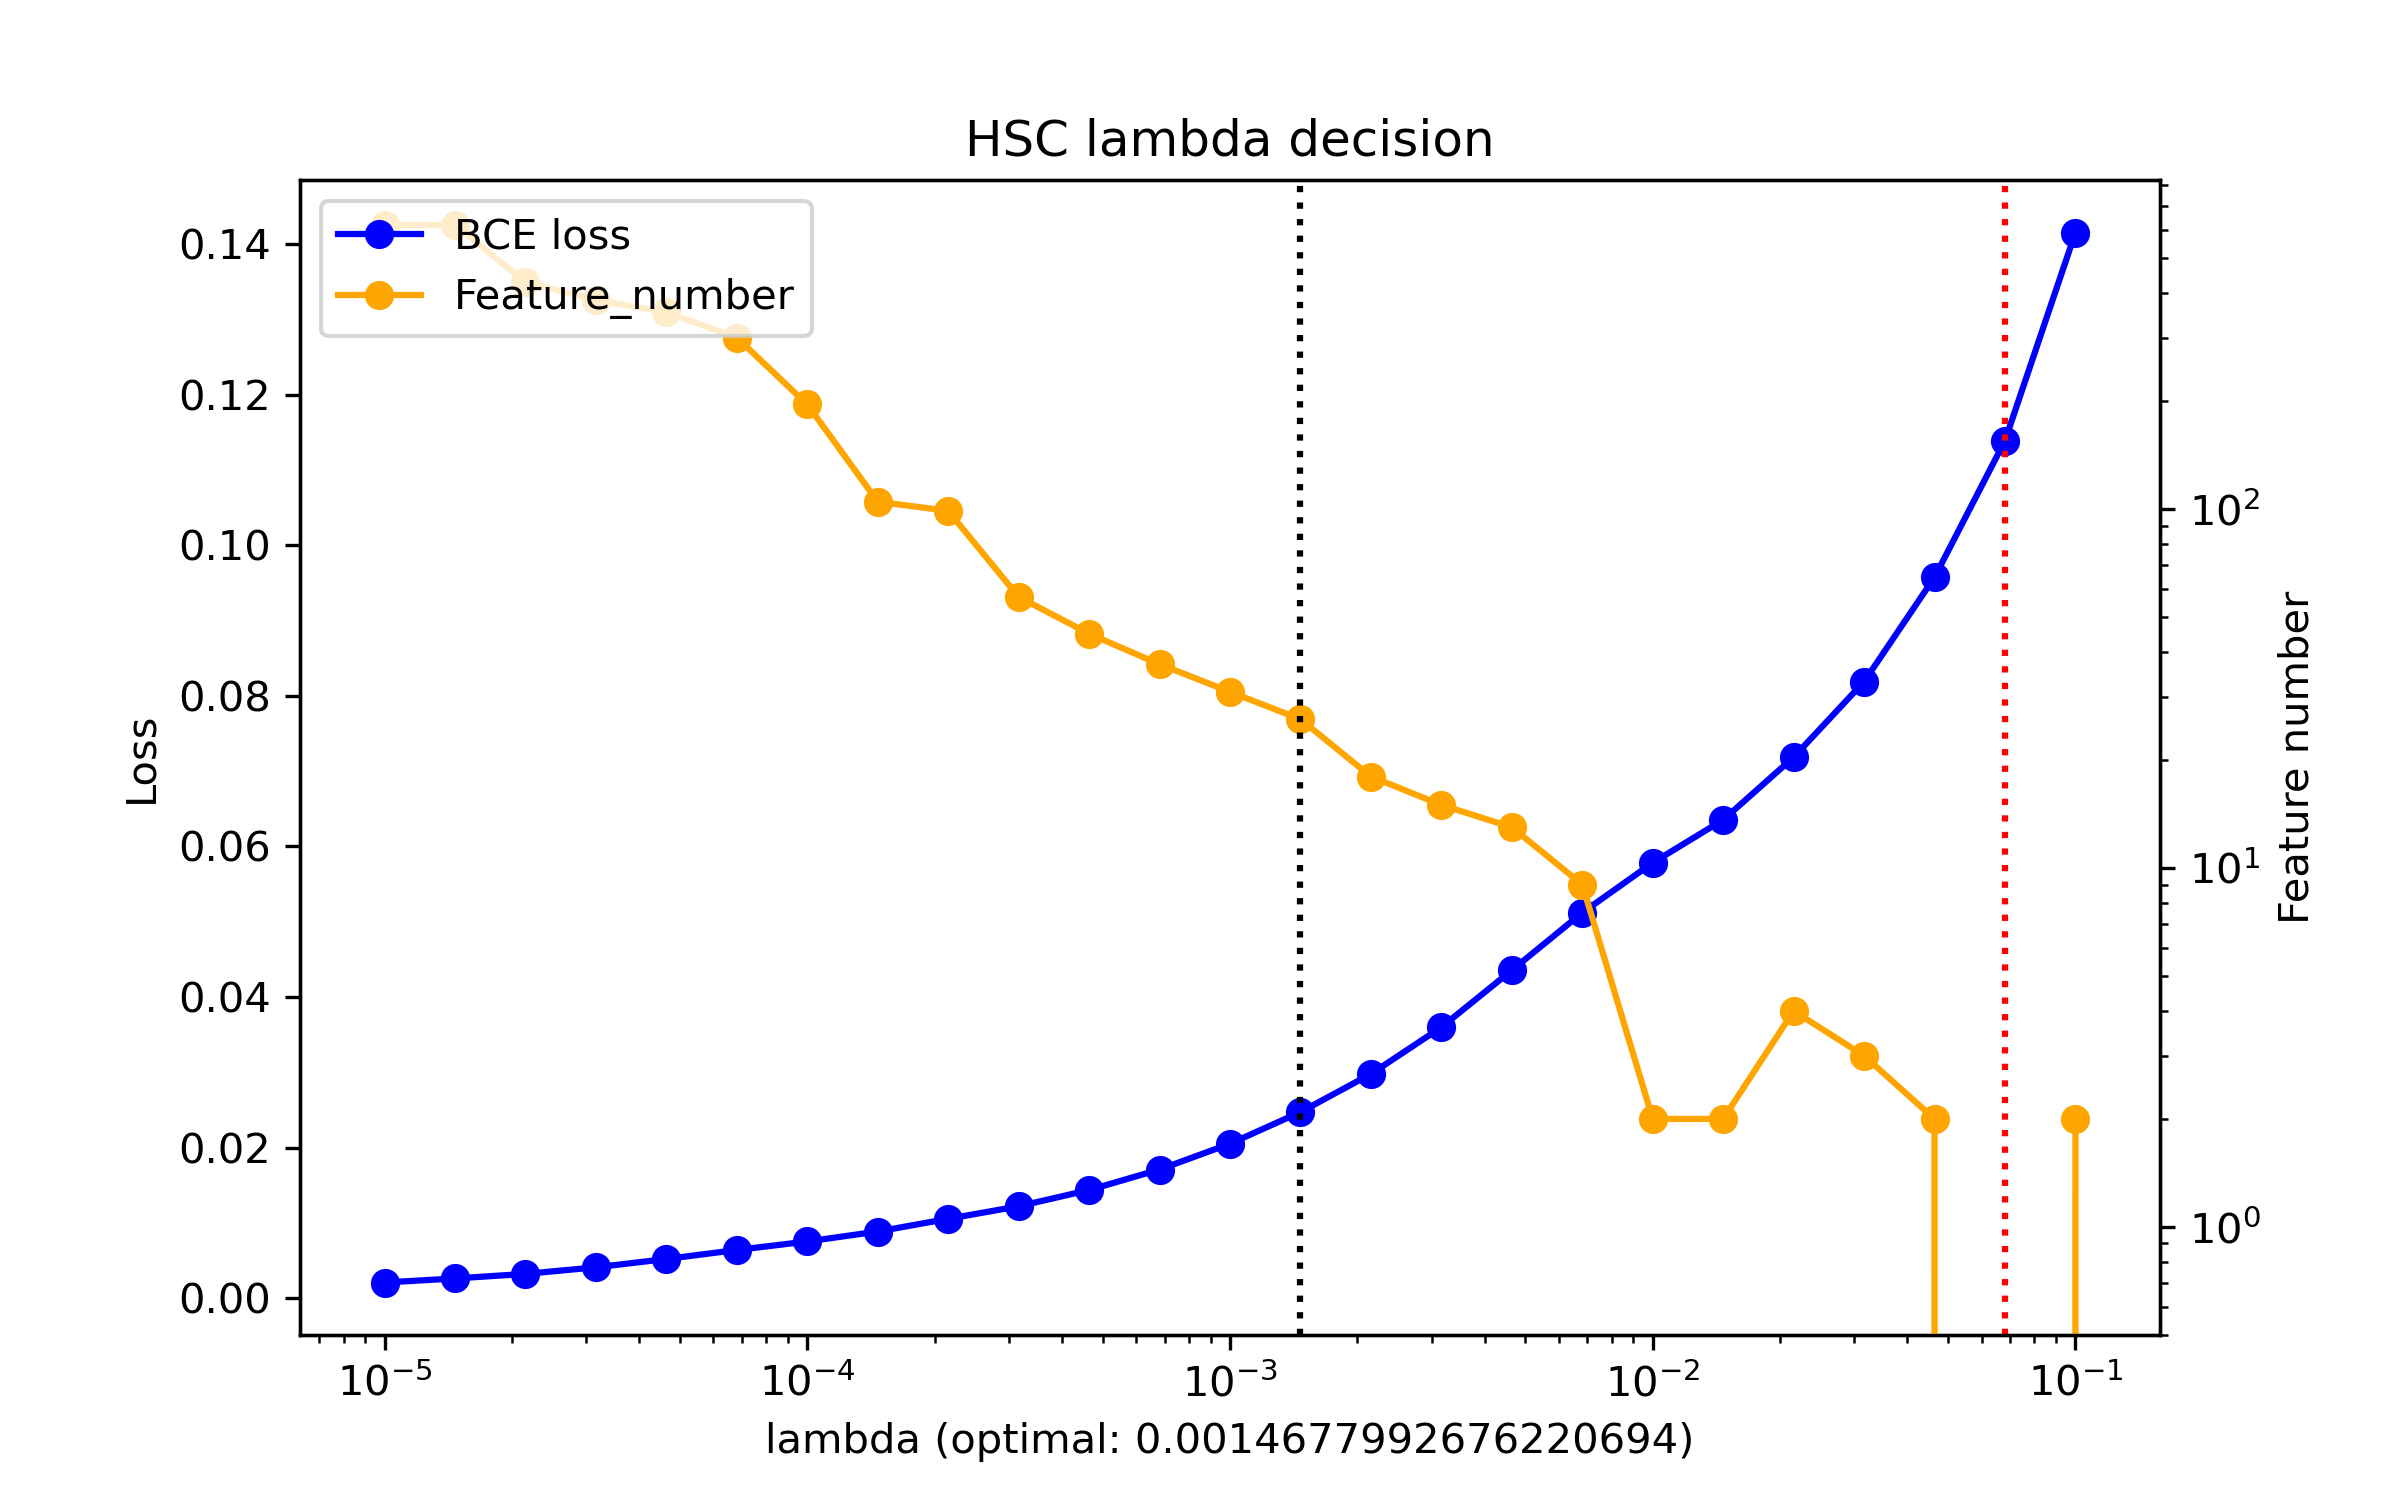 HSC lambda decision
BCE loss
Feature_number
0.14
0.12
0.10
0.08
0.06
0.04
0.02
0.00
Loss
10²
10¹
10⁰
Feature number
10⁻⁵ 10⁻⁴ 10⁻³ 10⁻² 10⁻¹
lambda (optimal: 0.0014677992676220694)